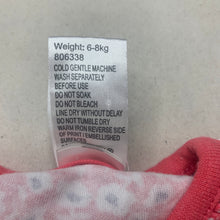 Weight: 6-8kg
806338
COLD GENTLE MACHINE
WASH SEPARATELY
BEFORE USE
DO NOT SOAK
DO NOT BLEACH
LINE DRY WITHOUT DELAY
DO NOT TUMBLE DRY
WARM IRON REVERSE SIDE
OF PRINT / EMBELLISHED
SURFACES